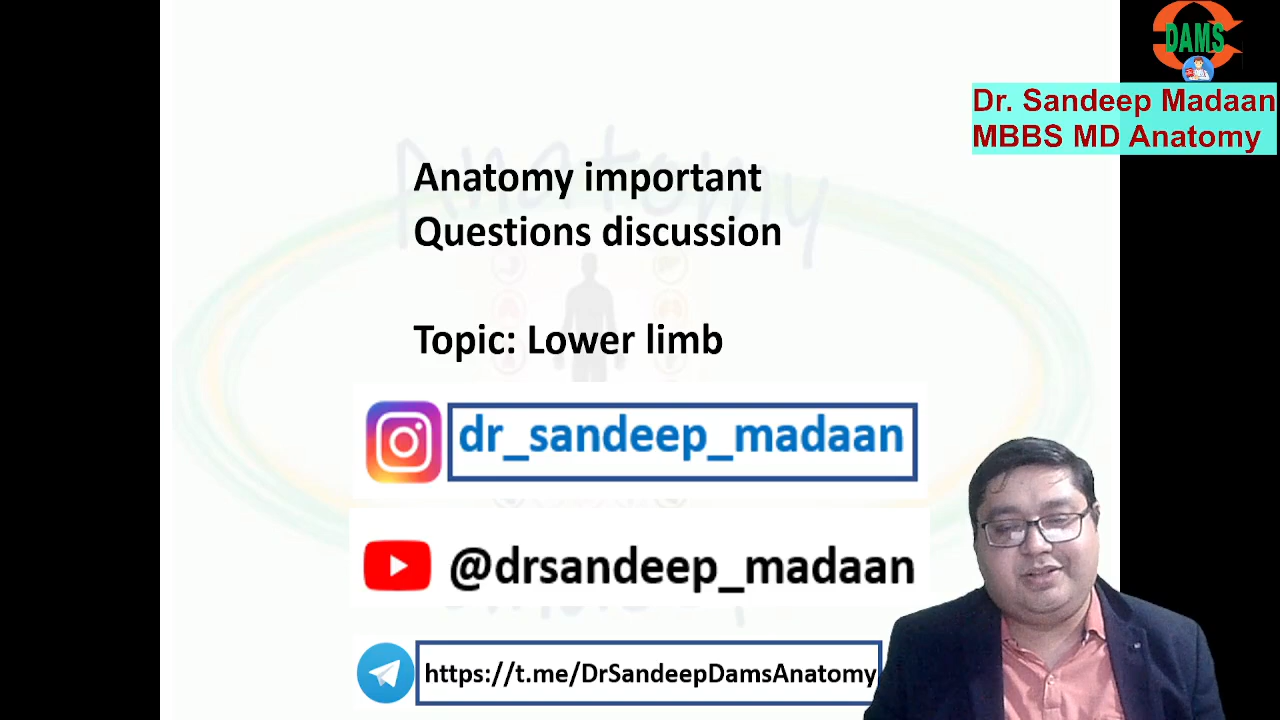 DAMS
Dr. Sandeep Madaan
MBBS MD Anatomy
Anatomy
Anatomy important
Questions discussion
Topic: Lower limb
dr_sandeep_madaan
@drsandeep_madaan
https://t.me/DrSandeepDamsAnatomy